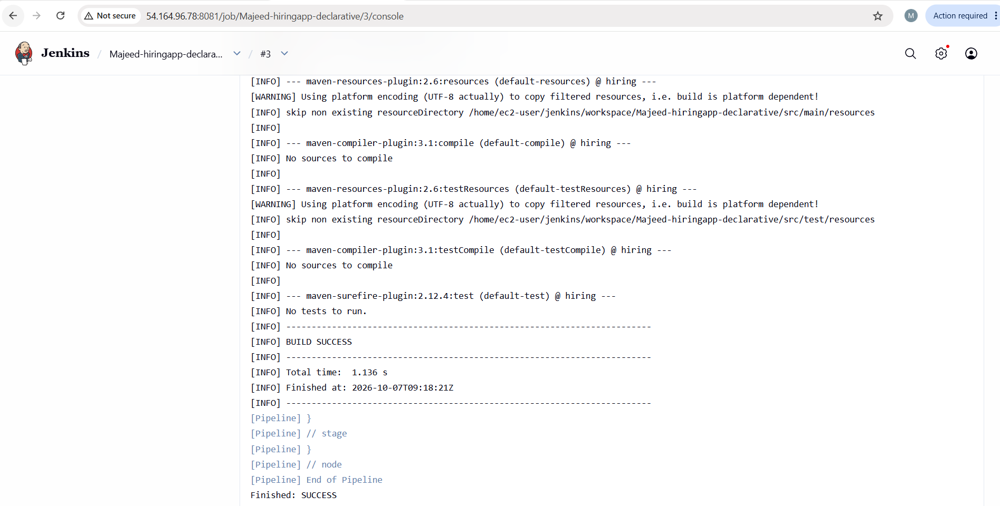 Not secure 54.164.96.78:8081/job/Majeed-hiringapp-declarative/3/console M Action required
Jenkins / Majeed-hiringapp-declara... / #3
[INFO] --- maven-resources-plugin:2.6:resources (default-resources) @ hiring ---
[WARNING] Using platform encoding (UTF-8 actually) to copy filtered resources, i.e. build is platform dependent!
[INFO] skip non existing resourceDirectory /home/ec2-user/jenkins/workspace/Majeed-hiringapp-declarative/src/main/resources
[INFO]
[INFO] --- maven-compiler-plugin:3.1:compile (default-compile) @ hiring ---
[INFO] No sources to compile
[INFO]
[INFO] --- maven-resources-plugin:2.6:testResources (default-testResources) @ hiring ---
[WARNING] Using platform encoding (UTF-8 actually) to copy filtered resources, i.e. build is platform dependent!
[INFO] skip non existing resourceDirectory /home/ec2-user/jenkins/workspace/Majeed-hiringapp-declarative/src/test/resources
[INFO]
[INFO] --- maven-compiler-plugin:3.1:testCompile (default-testCompile) @ hiring ---
[INFO] No sources to compile
[INFO]
[INFO] --- maven-surefire-plugin:2.12.4:test (default-test) @ hiring ---
[INFO] No tests to run.
[INFO] ------------------------------------------------------------------------
[INFO] BUILD SUCCESS
[INFO] ------------------------------------------------------------------------
[INFO] Total time:  1.136 s
[INFO] Finished at: 2026-10-07T09:18:21Z
[INFO] ------------------------------------------------------------------------
[Pipeline] }
[Pipeline] // stage
[Pipeline] }
[Pipeline] // node
[Pipeline] End of Pipeline
Finished: SUCCESS